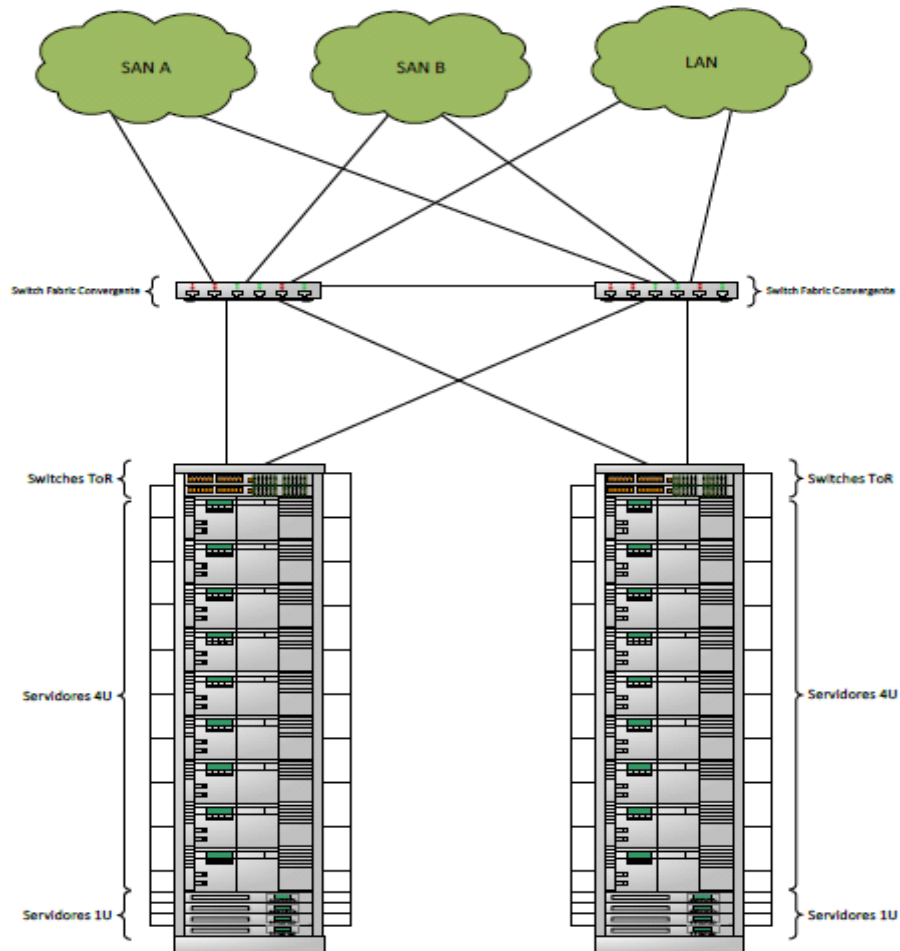 SAN A
SAN B
LAN
Switch Fabric Convergente
Switch Fabric Convergente
Switches ToR
Switches ToR
Servidores 4U
Servidores 4U
Servidores 1U
Servidores 1U